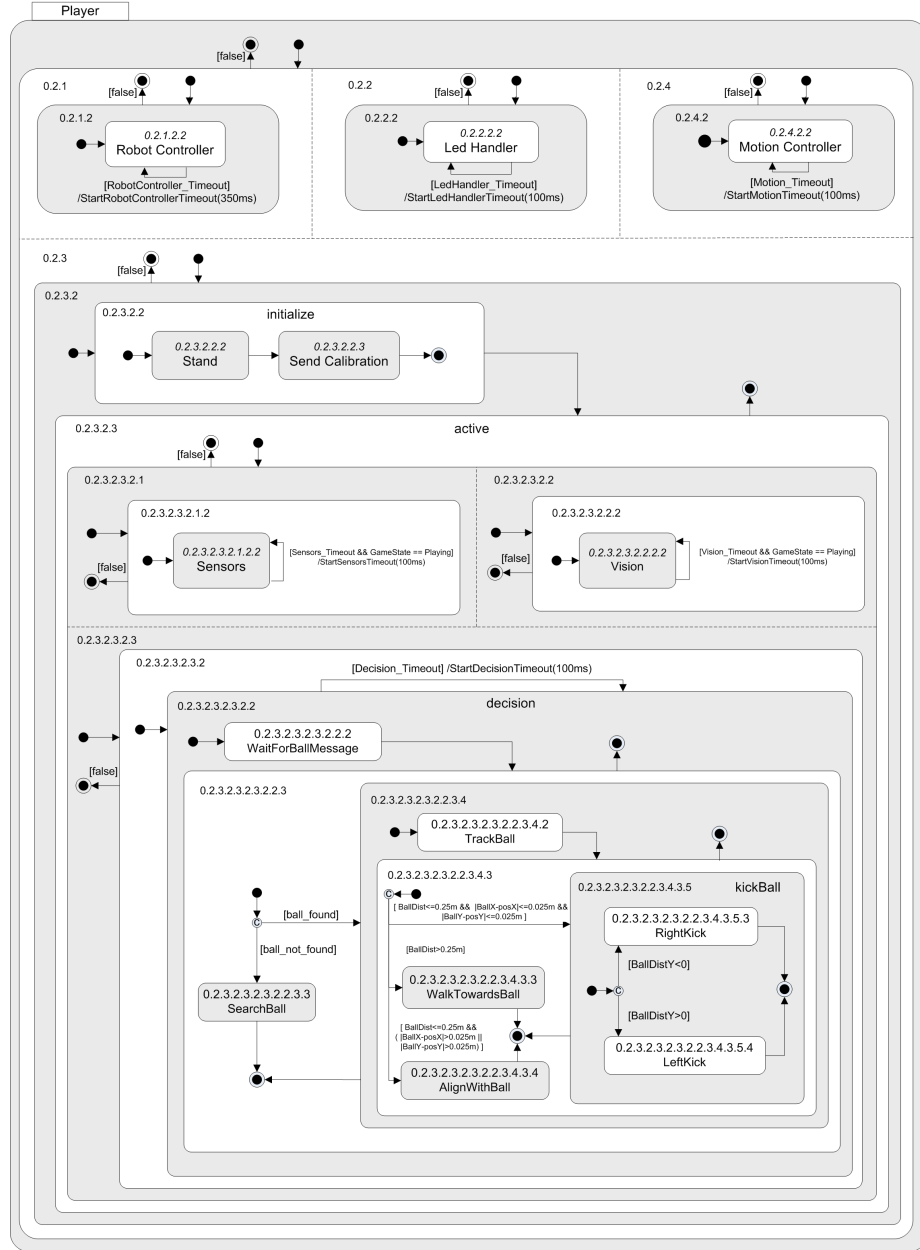 Player
[false]
0.2.1
[false]
0.2.1.2
0.2.1.2.2
Robot Controller
[RobotController_Timeout]
/StartRobotControllerTimeout(350ms)
0.2.2
[false]
0.2.2.2
0.2.2.2.2
Led Handler
[LedHandler_Timeout]
/StartLedHandlerTimeout(100ms)
0.2.4
[false]
0.2.4.2
0.2.4.2.2
Motion Controller
[Motion_Timeout]
/StartMotionTimeout(100ms)
0.2.3
[false]
0.2.3.2
0.2.3.2.2
initialize
0.2.3.2.2.2
Stand
0.2.3.2.2.3
Send Calibration
0.2.3.2.3
active
[false]
0.2.3.2.3.2.1
0.2.3.2.3.2.1.2
0.2.3.2.3.2.1.2.2
Sensors
[Sensors_Timeout && GameState == Playing]
/StartSensorsTimeout(100ms)
[false]
0.2.3.2.3.2.2
0.2.3.2.3.2.2.2
0.2.3.2.3.2.2.2.2
Vision
[Vision_Timeout && GameState == Playing]
/StartVisionTimeout(100ms)
[false]
0.2.3.2.3.2.3
0.2.3.2.3.2.3.2
[Decision_Timeout] /StartDecisionTimeout(100ms)
0.2.3.2.3.2.3.2.2
decision
0.2.3.2.3.2.3.2.2.2
WaitForBallMessage
[false]
0.2.3.2.3.2.3.2.2.3
0.2.3.2.3.2.3.2.2.3.4
0.2.3.2.3.2.3.2.2.3.4.2
TrackBall
0.2.3.2.3.2.3.2.2.3.4.3
C
[ BallDist<=0.25m && |BallX-posX|<=0.025m &&
|BallY-posY|<=0.025m ]
0.2.3.2.3.2.3.2.2.3.4.3.5
kickBall
0.2.3.2.3.2.3.2.2.3.4.3.5.3
RightKick
[BallDistY<0]
C
[BallDistY>0]
0.2.3.2.3.2.3.2.2.3.4.3.5.4
LeftKick
[ball_found]
C
[ball_not_found]
0.2.3.2.3.2.3.2.2.3.3
SearchBall
[BallDist>0.25m]
0.2.3.2.3.2.3.2.2.3.4.3.3
WalkTowardsBall
[ BallDist<=0.25m &&
( |BallX-posX|>0.025m ||
|BallY-posY|>0.025m) ]
0.2.3.2.3.2.3.2.2.3.4.3.4
AlignWithBall